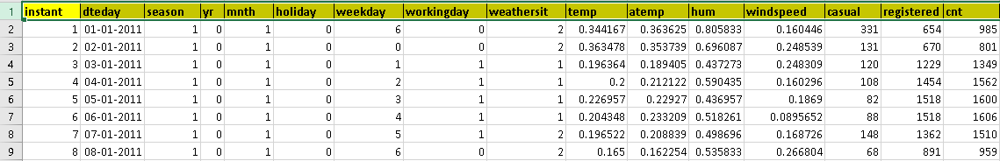 1 instant dteday season yr mnth holiday weekday workingday weathersit temp atemp hum windspeed casual registered cnt
2 1 01-01-2011 1 0 1 0 6 0 2 0.344167 0.363625 0.805833 0.160446 331 654 985
3 2 02-01-2011 1 0 1 0 0 0 2 0.363478 0.353739 0.696087 0.248539 131 670 801
4 3 03-01-2011 1 0 1 0 1 1 1 0.196364 0.189405 0.437273 0.248309 120 1229 1349
5 4 04-01-2011 1 0 1 0 2 1 1 0.2 0.212122 0.590435 0.160296 108 1454 1562
6 5 05-01-2011 1 0 1 0 3 1 1 0.226957 0.22927 0.436957 0.1869 82 1518 1600
7 6 06-01-2011 1 0 1 0 4 1 1 0.204348 0.233209 0.518261 0.0895652 88 1518 1606
8 7 07-01-2011 1 0 1 0 5 1 2 0.196522 0.208839 0.498696 0.168726 148 1362 1510
9 8 08-01-2011 1 0 1 0 6 0 2 0.165 0.162254 0.535833 0.266804 68 891 959